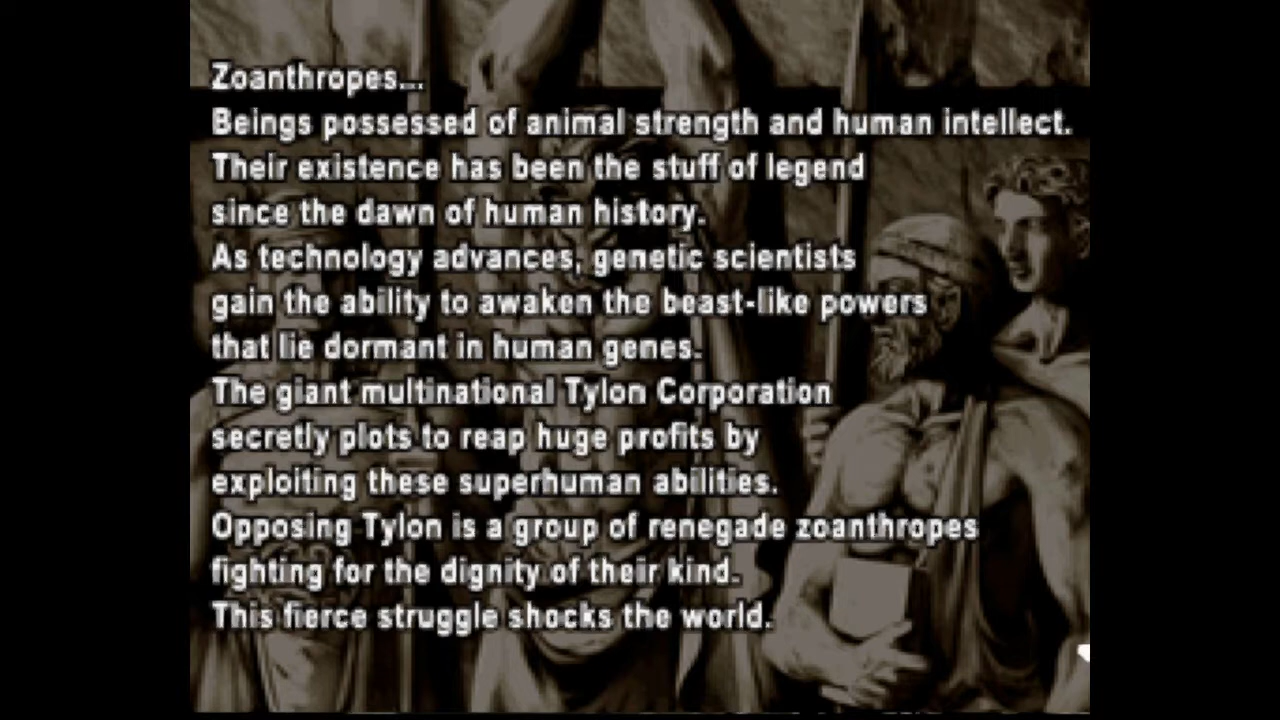 Zoanthropes...
Beings possessed of animal strength and human intellect.
Their existence has been the stuff of legend
since the dawn of human history.
As technology advances, genetic scientists
gain the ability to awaken the beast-like powers
that lie dormant in human genes.
The giant multinational Tylon Corporation
secretly plots to reap huge profits by
exploiting these superhuman abilities.
Opposing Tylon is a group of renegade zoanthropes
fighting for the dignity of their kind.
This fierce struggle shocks the world.